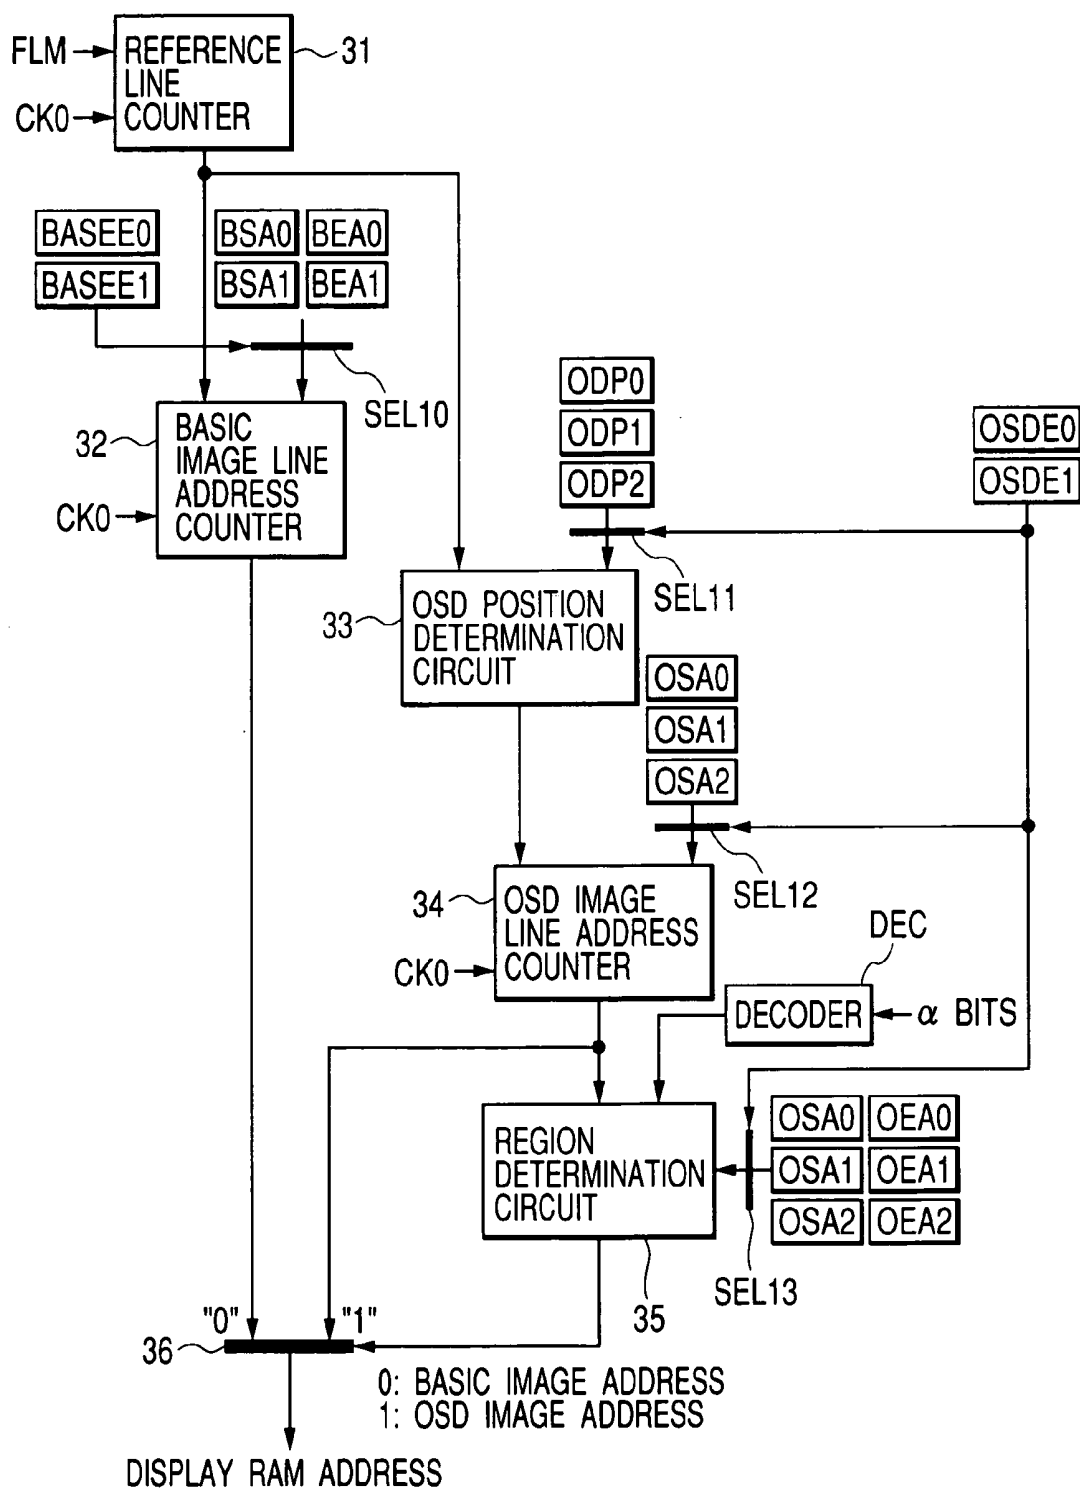 FLM
REFERENCE
LINE
COUNTER
31
CK0
BASEE0
BASEE1
BSA0
BEA0
BSA1
BEA1
SEL10
32
BASIC
IMAGE LINE
ADDRESS
COUNTER
CK0
ODP0
ODP1
ODP2
OSDE0
OSDE1
SEL11
33
OSD POSITION
DETERMINATION
CIRCUIT
OSA0
OSA1
OSA2
SEL12
34
OSD IMAGE
LINE ADDRESS
COUNTER
CK0
DEC
DECODER
α BITS
REGION
DETERMINATION
CIRCUIT
OSA0
OEA0
OSA1
OEA1
OSA2
OEA2
SEL13
35
"0"
"1"
36
0: BASIC IMAGE ADDRESS
1: OSD IMAGE ADDRESS
DISPLAY RAM ADDRESS